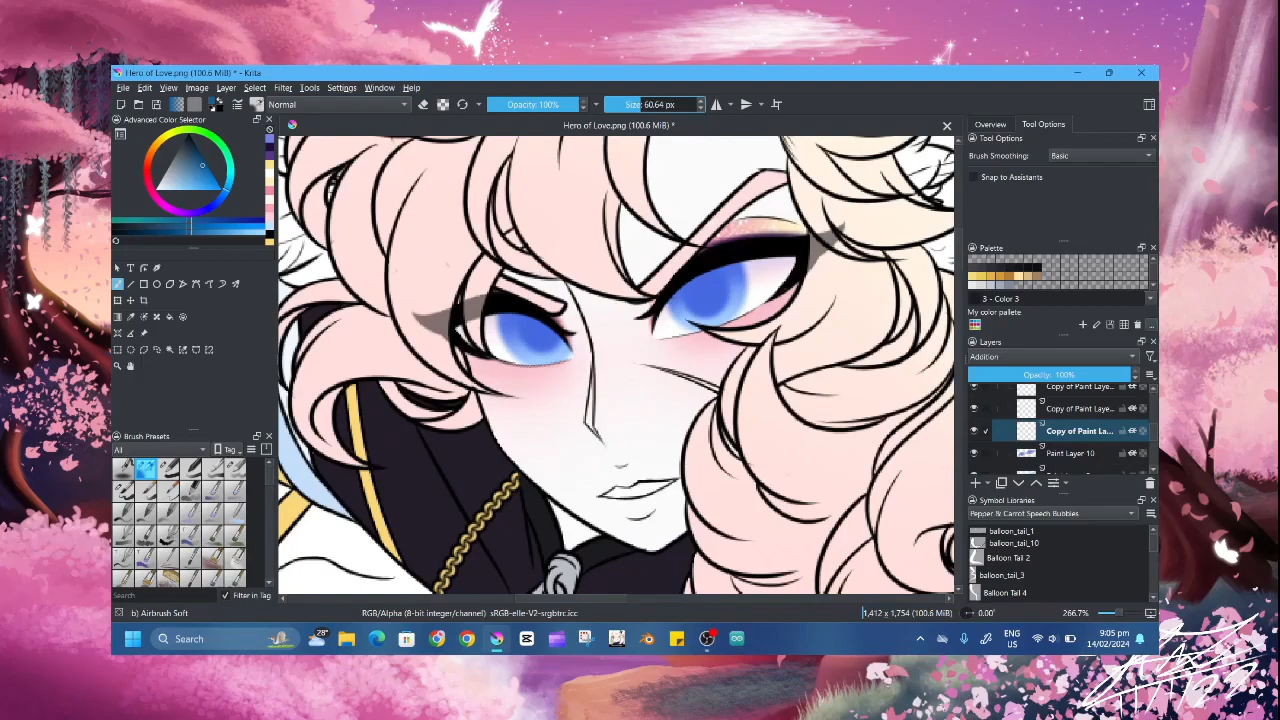 Hero of Love.png (100.6 MiB) * - Krita
File Edit View Image Layer Select Filter Tools Settings Window Help
Normal
Opacity: 100%
Size: 60.64 px
Advanced Color Selector
Hero of Love.png (100.6 MiB) *
Overview
Tool Options
Tool Options
Brush Smoothing: Basic
Snap to Assistants
Palette
3 - Color 3
My color palette
...
Layers
Addition
Opacity: 100%
Copy of Paint Laye...
Copy of Paint Laye...
Copy of Paint La...
Paint Layer 10
Brush Presets
All
Tag
Search
Filter in Tag
Symbol Libraries
Pepper & Carrot Speech Bubbles
balloon_tail_1
balloon_tail_10
Balloon Tail 2
balloon_tail_3
Balloon Tail 4
b) Airbrush Soft
RGB/Alpha (8-bit integer/channel) sRGB-elle-V2-srgbtrc.icc
1,412 x 1,754 (100.6 MiB)
0.00°
266.7%
Search
28°
ENG
US
9:05 pm
14/02/2024